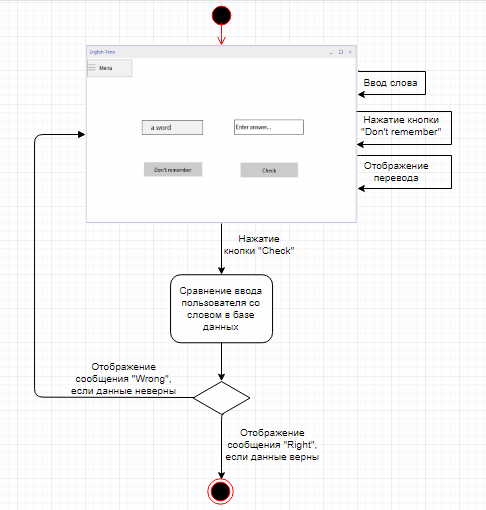 English Time
Menu
a word
Enter answer...
Don't remember
Check
Ввод слова
Нажатие кнопки
"Don't remember"
Отображение
перевода
Нажатие
кнопки "Check"
Сравнение ввода
пользователя со
словом в базе
данных
Отображение
сообщения "Wrong",
если данные неверны
Отображение
сообщения "Right",
если данные верны